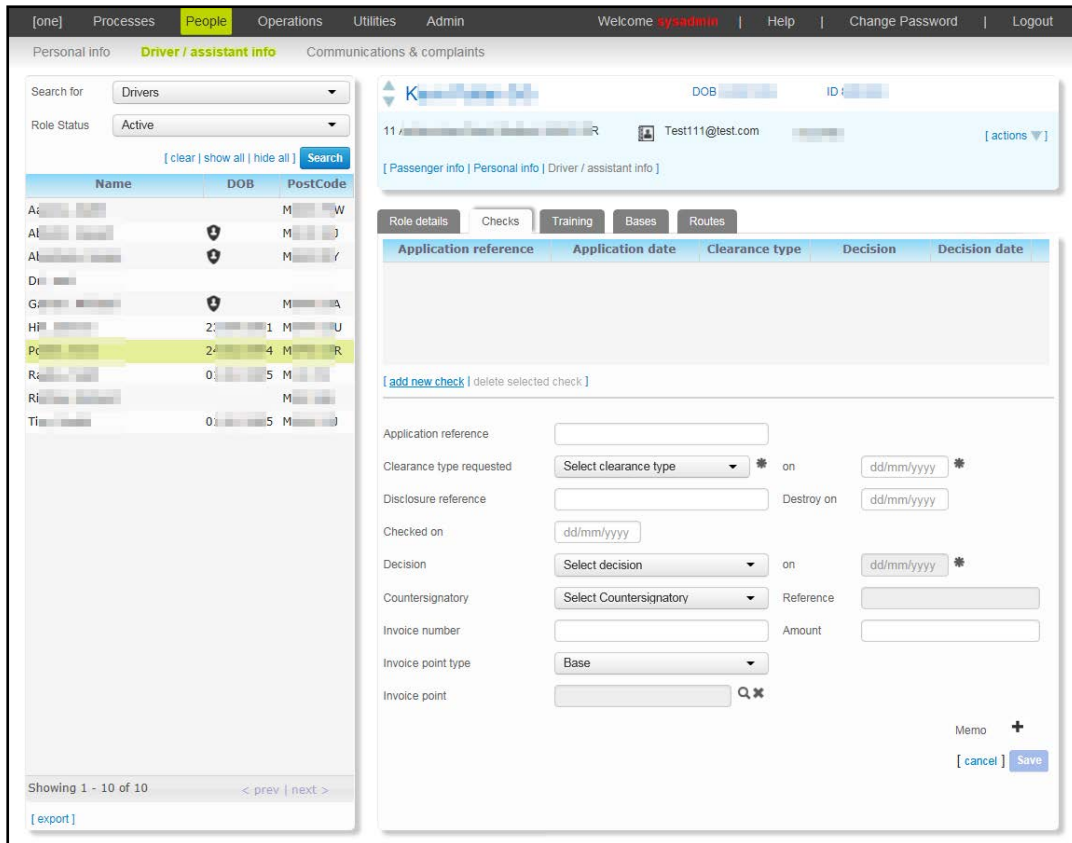 [one] Processes People Operations Utilities Admin Welcome sysadmin | Help | Change Password | Logout
Personal info Driver / assistant info Communications & complaints
Search for Drivers
Role Status Active
[ clear | show all | hide all ] Search
Name DOB PostCode
Showing 1 - 10 of 10 < prev | next >
[ export ]
DOB ID
11 Test111@test.com [ actions ]
[ Passenger info | Personal info | Driver / assistant info ]
Role details Checks Training Bases Routes
Application reference Application date Clearance type Decision Decision date
[ add new check | delete selected check ]
Application reference
Clearance type requested Select clearance type * on dd/mm/yyyy *
Disclosure reference Destroy on dd/mm/yyyy
Checked on dd/mm/yyyy
Decision Select decision on dd/mm/yyyy *
Countersignatory Select Countersignatory Reference
Invoice number Amount
Invoice point type Base
Invoice point
Memo +
[ cancel ] Save